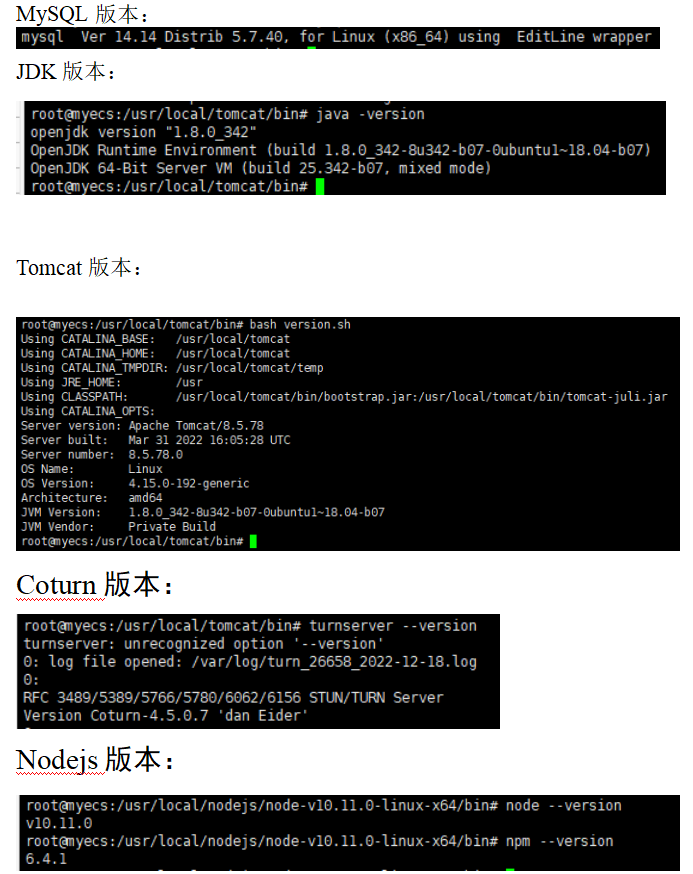 MySQL 版本：
mysql  Ver 14.14 Distrib 5.7.40, for Linux (x86_64) using  EditLine wrapper
JDK 版本：
root@myecs:/usr/local/tomcat/bin# java -version
openjdk version "1.8.0_342"
OpenJDK Runtime Environment (build 1.8.0_342-8u342-b07-0ubuntu1~18.04-b07)
OpenJDK 64-Bit Server VM (build 25.342-b07, mixed mode)
root@myecs:/usr/local/tomcat/bin#
Tomcat 版本：
root@myecs:/usr/local/tomcat/bin# bash version.sh
Using CATALINA_BASE:   /usr/local/tomcat
Using CATALINA_HOME:   /usr/local/tomcat
Using CATALINA_TMPDIR: /usr/local/tomcat/temp
Using JRE_HOME:        /usr
Using CLASSPATH:       /usr/local/tomcat/bin/bootstrap.jar:/usr/local/tomcat/bin/tomcat-juli.jar
Using CATALINA_OPTS:
Server version: Apache Tomcat/8.5.78
Server built:   Mar 31 2022 16:05:28 UTC
Server number:  8.5.78.0
OS Name:        Linux
OS Version:     4.15.0-192-generic
Architecture:   amd64
JVM Version:    1.8.0_342-8u342-b07-0ubuntu1~18.04-b07
JVM Vendor:     Private Build
root@myecs:/usr/local/tomcat/bin#
Coturn 版本：
root@myecs:/usr/local/tomcat/bin# turnserver --version
turnserver: unrecognized option '--version'
0: log file opened: /var/log/turn_26658_2022-12-18.log
0:
RFC 3489/5389/5766/5780/6062/6156 STUN/TURN Server
Version Coturn-4.5.0.7 'dan Eider'
Nodejs 版本：
root@myecs:/usr/local/nodejs/node-v10.11.0-linux-x64/bin# node --version
v10.11.0
root@myecs:/usr/local/nodejs/node-v10.11.0-linux-x64/bin# npm --version
6.4.1